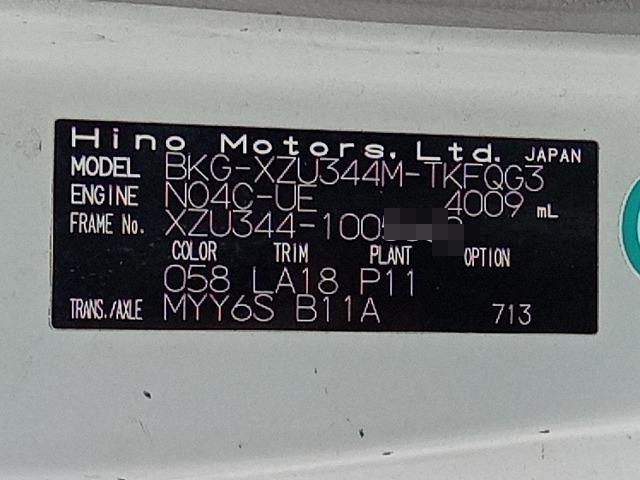 Hino Motors, Ltd. JAPAN
MODEL BKG-XZU344M-TKFQG3
ENGINE N04C-UE 4009 mL
FRAME No. XZU344-100
COLOR TRIM PLANT OPTION
058 LA18 P11
TRANS./AXLE MYY6S B11A 713